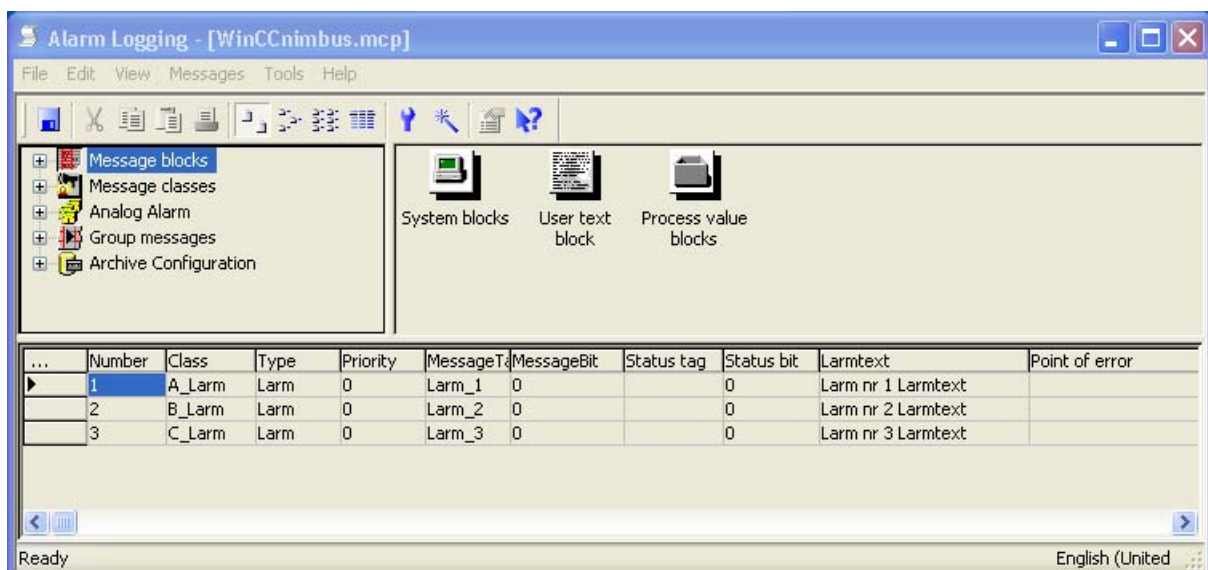 Alarm Logging - [WinCCnimbus.mcp]
File Edit View Messages Tools Help
Message blocks
Message classes
Analog Alarm
Group messages
Archive Configuration
System blocks
User text block
Process value blocks
... Number Class Type Priority MessageTa MessageBit Status tag Status bit Larmtext Point of error
1 A_Larm Larm 0 Larm_1 0 0 Larm nr 1 Larmtext
2 B_Larm Larm 0 Larm_2 0 0 Larm nr 2 Larmtext
3 C_Larm Larm 0 Larm_3 0 0 Larm nr 3 Larmtext
Ready English (United